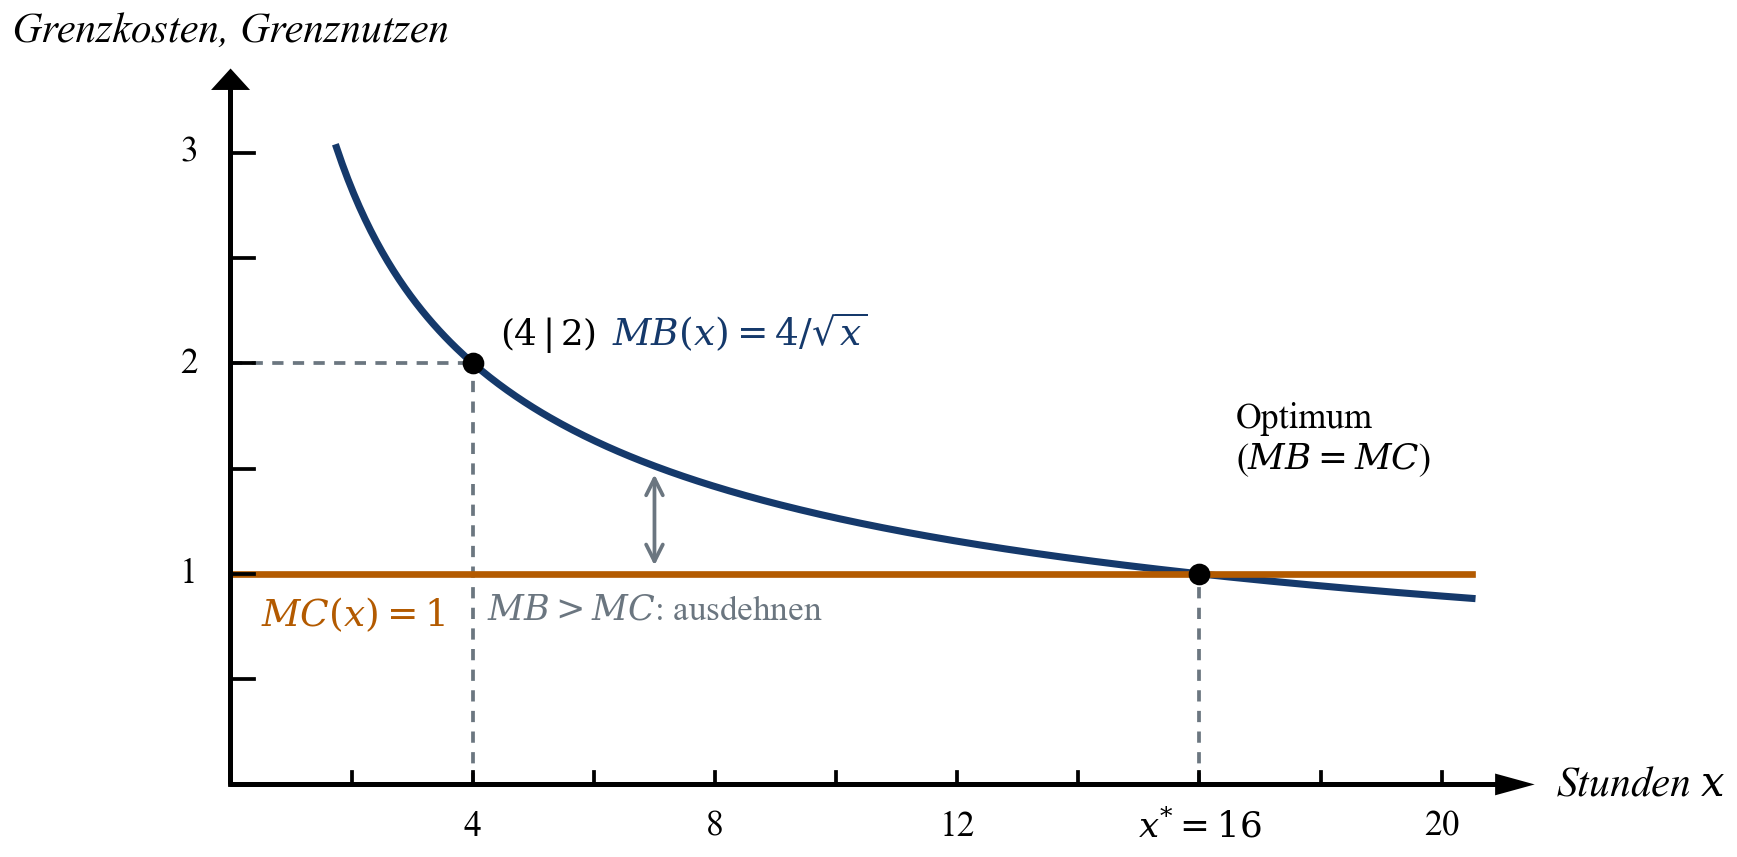 Grenzkosten, Grenznutzen
3
(4 | 2) MB(x) = 4/√x
2
Optimum
(MB = MC)
1
MC(x) = 1
MB > MC: ausdehnen
Stunden x
4 8 12 x* = 16 20